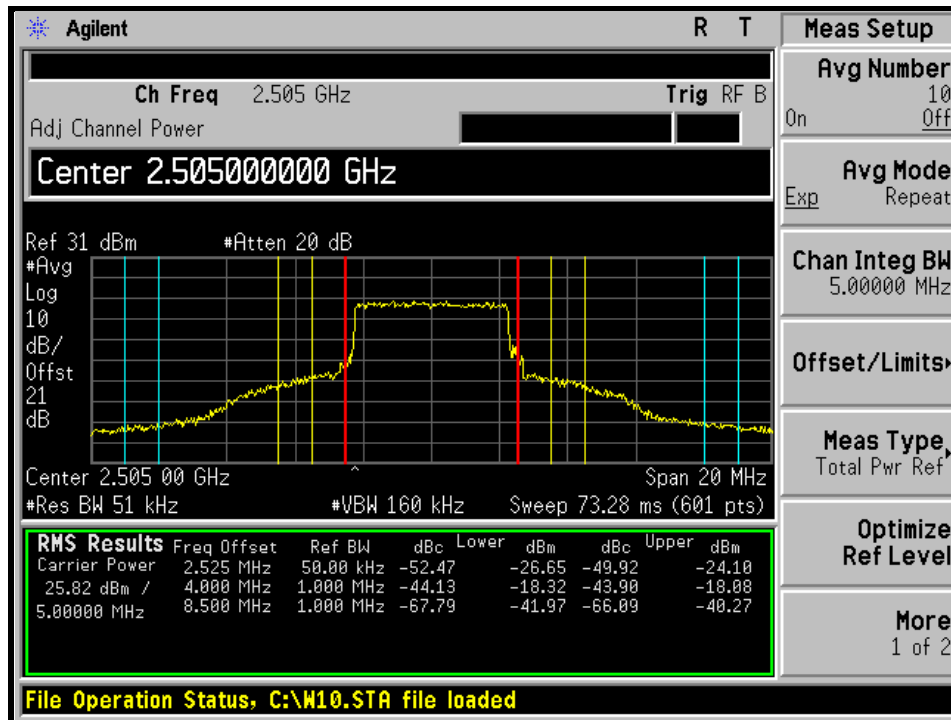 Agilent R T Meas Setup
Avg Number
10
On Off
Ch Freq 2.505 GHz Trig RF B
Adj Channel Power
Center 2.505000000 GHz
Avg Mode
Exp Repeat
Ref 31 dBm #Atten 20 dB
#Avg
Log
10
dB/
Offst
21
dB
Chan Integ BW
5.00000 MHz
Offset/Limits
Meas Type
Total Pwr Ref
Center 2.505 00 GHz Span 20 MHz
#Res BW 51 kHz #VBW 160 kHz Sweep 73.28 ms (601 pts)
Optimize
Ref Level
RMS Results Freq Offset Ref BW dBc Lower dBm dBc Upper dBm
Carrier Power 2.525 MHz 50.00 kHz -52.47 -26.65 -49.92 -24.10
25.82 dBm / 4.000 MHz 1.000 MHz -44.13 -18.32 -43.90 -18.08
5.00000 MHz 8.500 MHz 1.000 MHz -67.79 -41.97 -66.09 -40.27
More
1 of 2
File Operation Status, C:\W10.STA file loaded